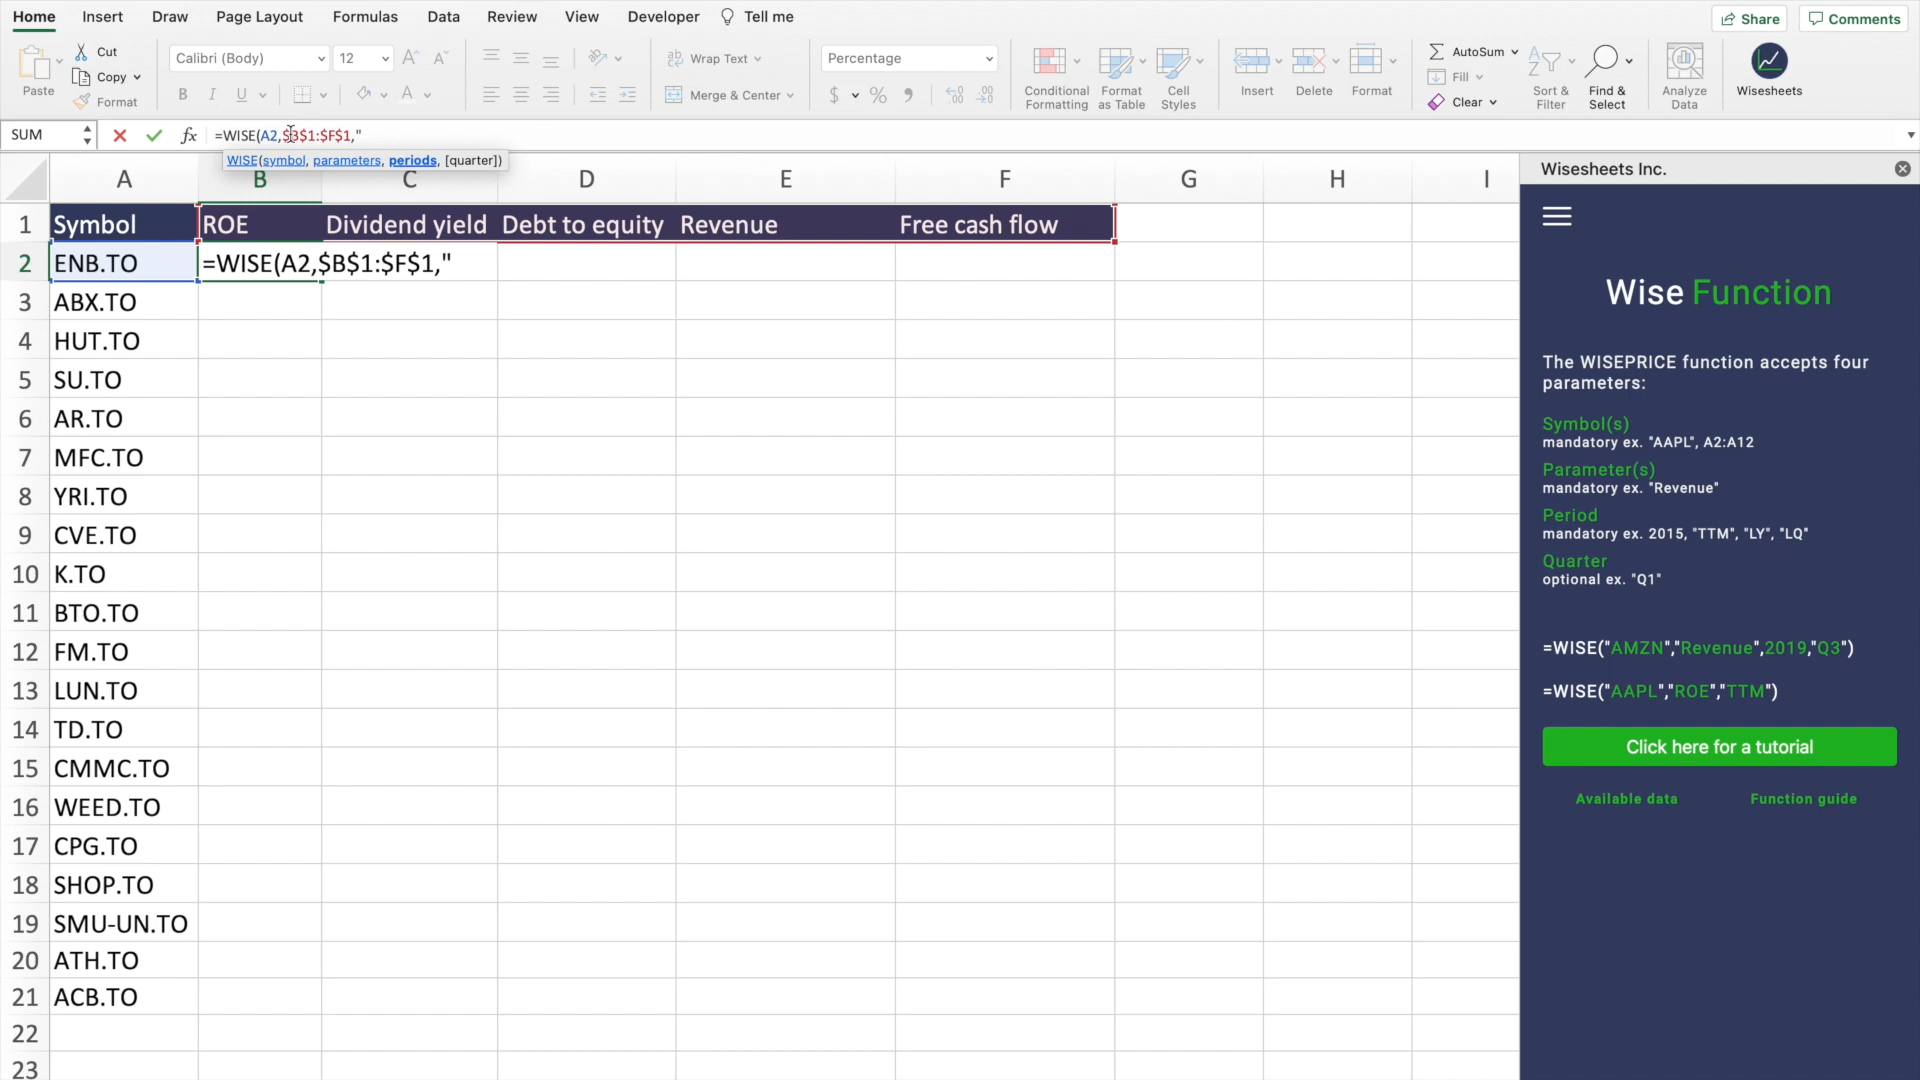 Home Insert Draw Page Layout Formulas Data Review View Developer Tell me Share Comments
Paste Cut Copy Format
Calibri (Body) 12 A A
B I U A
Wrap Text Merge & Center
Percentage
$ %
Conditional Formatting Format as Table Cell Styles
Insert Delete Format
AutoSum Fill Clear
Sort & Filter Find & Select
Analyze Data
Wisesheets
SUM fx =WISE(A2,$B$1:$F$1,"
WISE(symbol, parameters, periods, [quarter])
A B C D E F G H I
1 Symbol ROE Dividend yield Debt to equity Revenue Free cash flow
2 ENB.TO =WISE(A2,$B$1:$F$1,"
3 ABX.TO
4 HUT.TO
5 SU.TO
6 AR.TO
7 MFC.TO
8 YRI.TO
9 CVE.TO
10 K.TO
11 BTO.TO
12 FM.TO
13 LUN.TO
14 TD.TO
15 CMMC.TO
16 WEED.TO
17 CPG.TO
18 SHOP.TO
19 SMU-UN.TO
20 ATH.TO
21 ACB.TO
22
23
Wisesheets Inc.
Wise Function
The WISEPRICE function accepts four
parameters:
Symbol(s)
mandatory ex. "AAPL", A2:A12
Parameter(s)
mandatory ex. "Revenue"
Period
mandatory ex. 2015, "TTM", "LY", "LQ"
Quarter
optional ex. "Q1"
=WISE("AMZN","Revenue",2019,"Q3")
=WISE("AAPL","ROE","TTM")
Click here for a tutorial
Available data Function guide